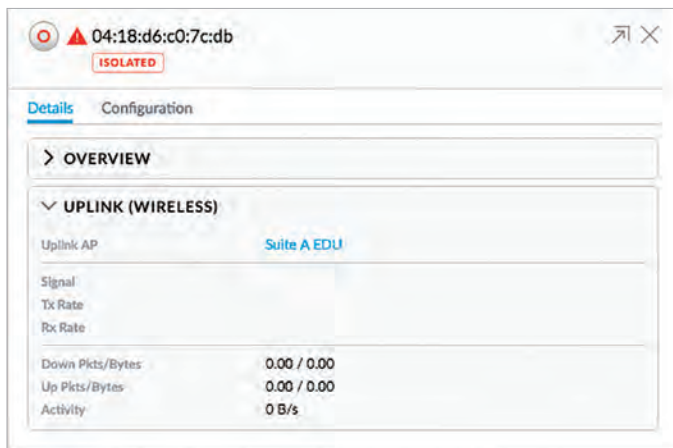 04:18:d6:c0:7c:db
ISOLATED
Details Configuration
OVERVIEW
UPLINK (WIRELESS)
Uplink AP Suite A EDU
Signal
Tx Rate
Rx Rate
Down Pkts/Bytes 0.00 / 0.00
Up Pkts/Bytes 0.00 / 0.00
Activity 0 B/s